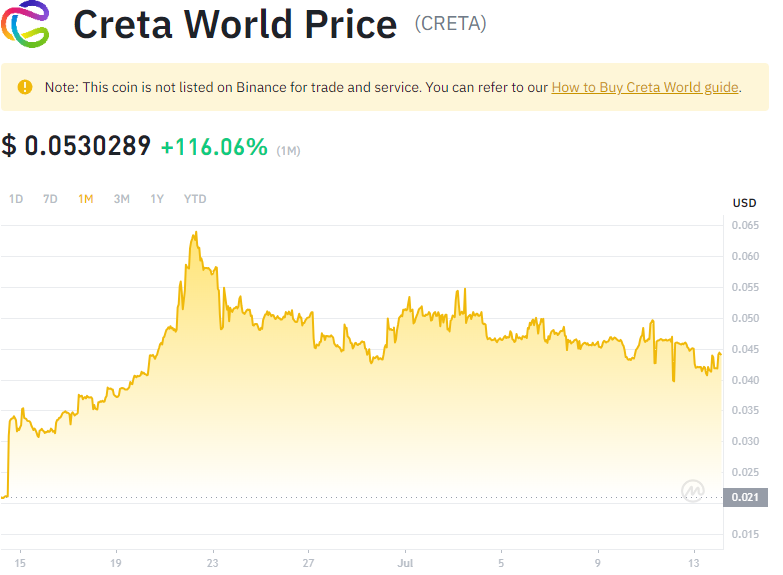 Creta World Price (CRETA)
Note: This coin is not listed on Binance for trade and service. You can refer to our How to Buy Creta World guide.
$ 0.0530289 +116.06% (1M)
1D 7D 1M 3M 1Y YTD
USD
0.065
0.060
0.055
0.050
0.045
0.040
0.035
0.030
0.025
0.021
0.015
15 19 23 27 Jul 5 9 13